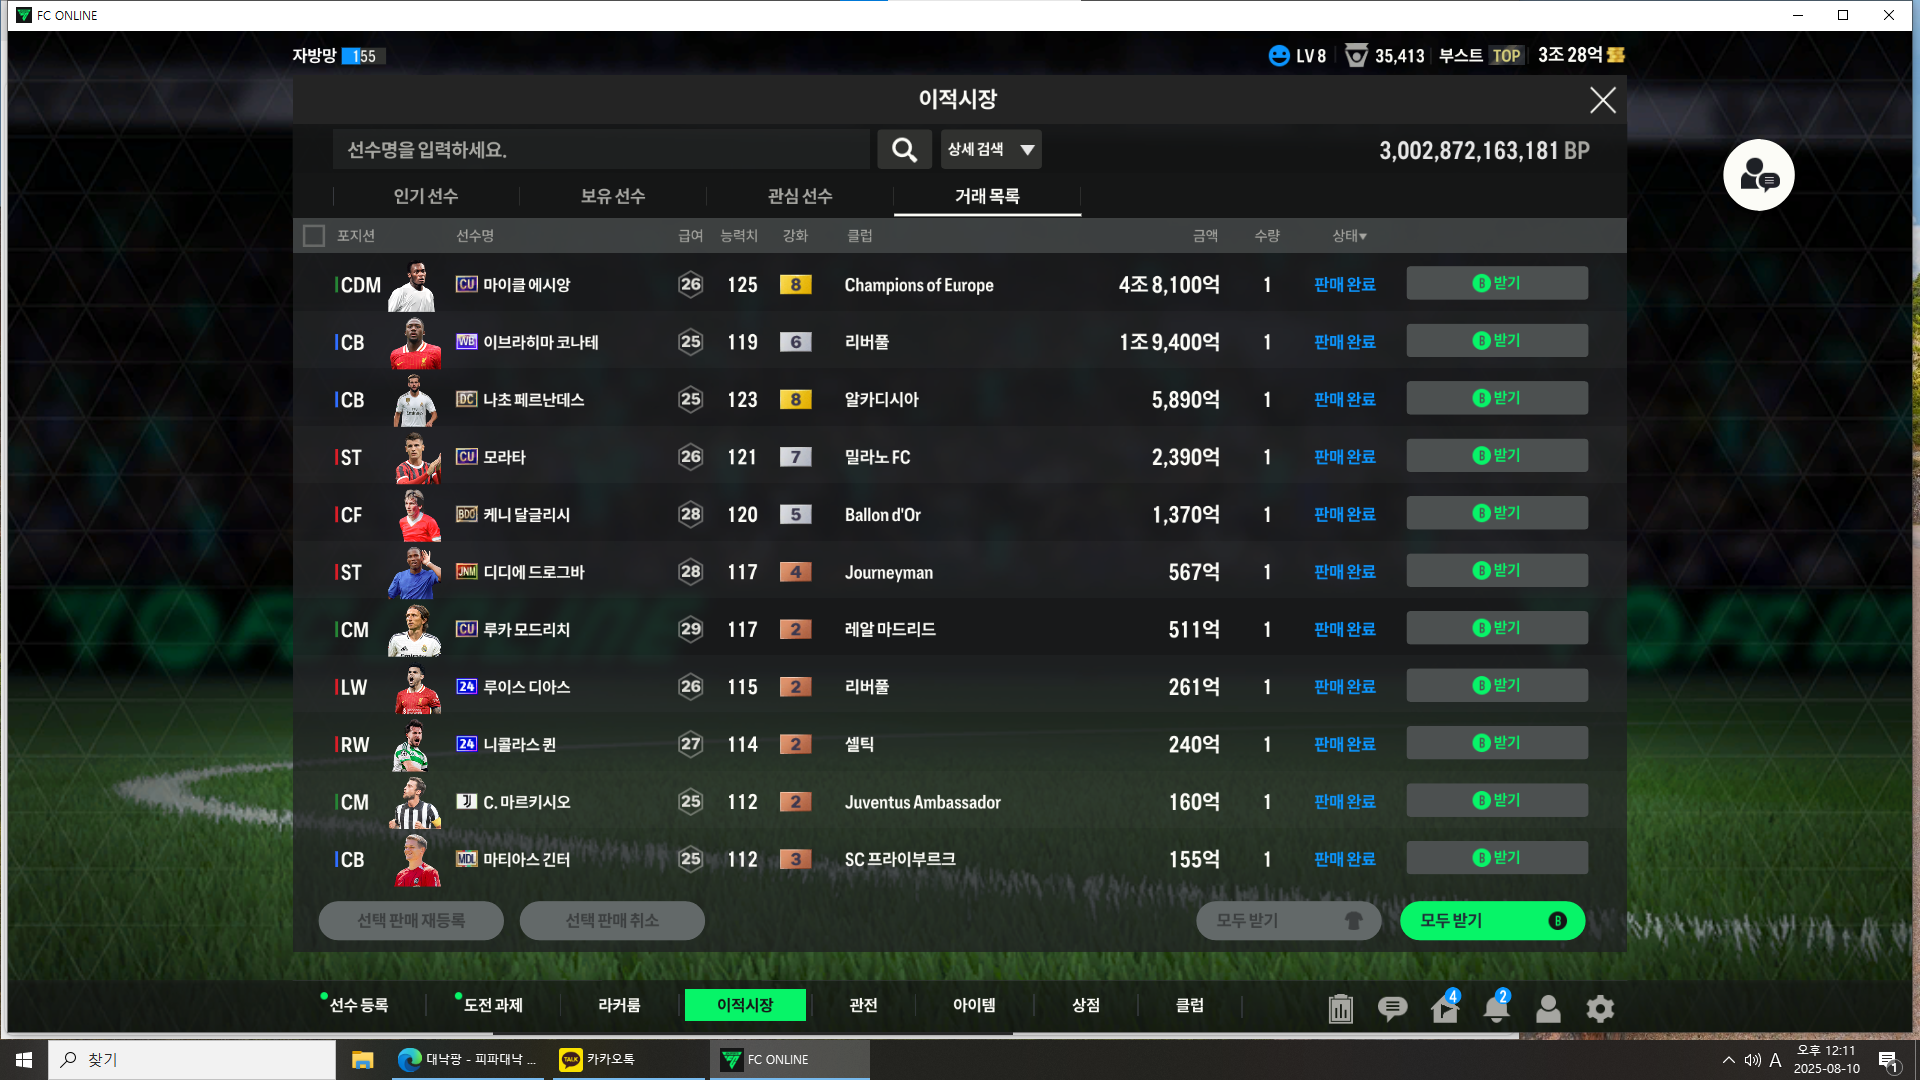 FC ONLINE
자방망 155
LV 8 35,413 부스트 TOP 3조 28억
이적시장
선수명을 입력하세요. 상세 검색 3,002,872,163,181 BP
인기 선수 보유 선수 관심 선수 거래 목록
포지션 선수명 급여 능력치 강화 클럽 금액 수량 상태▾
CDM CU 마이클 에시앙 26 125 8 Champions of Europe 4조 8,100억 1 판매 완료 B 받기
CB WB 이브라히마 코나테 25 119 6 리버풀 1조 9,400억 1 판매 완료 B 받기
CB DC 나초 페르난데스 25 123 8 알카디시아 5,890억 1 판매 완료 B 받기
ST CU 모라타 26 121 7 밀라노 FC 2,390억 1 판매 완료 B 받기
CF BDO 케니 달글리시 28 120 5 Ballon d'Or 1,370억 1 판매 완료 B 받기
ST JNM 디디에 드로그바 28 117 4 Journeyman 567억 1 판매 완료 B 받기
CM CU 루카 모드리치 29 117 2 레알 마드리드 511억 1 판매 완료 B 받기
LW 24 루이스 디아스 26 115 2 리버풀 261억 1 판매 완료 B 받기
RW 24 니콜라스 퀸 27 114 2 셀틱 240억 1 판매 완료 B 받기
CM C. 마르키시오 25 112 2 Juventus Ambassador 160억 1 판매 완료 B 받기
CB MDL 마티아스 긴터 25 112 3 SC 프라이부르크 155억 1 판매 완료 B 받기
선택 판매 재등록 선택 판매 취소 모두 받기 모두 받기 B
선수 등록 도전 과제 라커룸 이적시장 관전 아이템 상점 클럽 4 2
찾기 대낙팡 - 피파대낙 ... TALK 카카오톡 FC ONLINE A 오후 12:11
2025-08-10 1